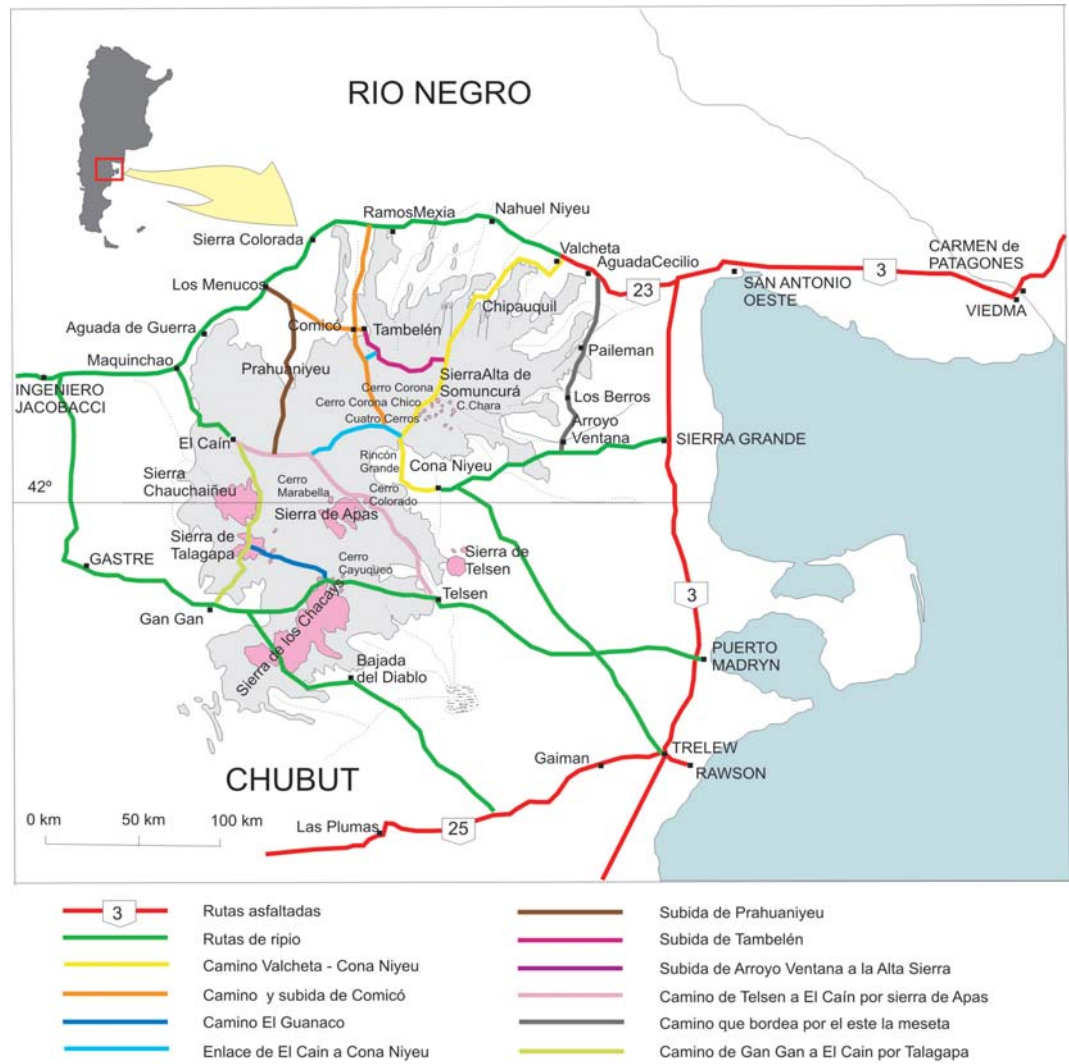 RIO NEGRO
RamosMexia
Nahuel Niyeu
Sierra Colorada
Valcheta
AguadaCecilio
CARMEN de
PATAGONES
3
SAN ANTONIO
OESTE
VIEDMA
Los Menucos
23
Chipauquil
Aguada de Guerra
Comicó
Tambelén
Maquinchao
Prahuaniyeu
Paileman
INGENIERO
JACOBACCI
Cerro Corona
SierraAlta de
Somuncurá
Cerro Corona Chico
C.Chara
Cuatro Cerros
Los Berros
Arroyo
Ventana
El Caín
SIERRA GRANDE
Rincón
Grande
Cona Niyeu
42º
Sierra
Chauchaiñeu
Cerro
Marabella
Cerro
Colorado
Sierra de Apas
Sierra de
Talagapa
Cerro
Cayuqueo
Sierra de
Telsen
GASTRE
Telsen
3
Gan Gan
Sierra de los Chacays
PUERTO
MADRYN
Bajada
del Diablo
TRELEW
Gaiman
RAWSON
CHUBUT
0 km
50 km
100 km
Las Plumas
25
3
Rutas asfaltadas
Rutas de ripio
Camino Valcheta - Cona Niyeu
Camino y subida de Comicó
Camino El Guanaco
Enlace de El Cain a Cona Niyeu
Subida de Prahuaniyeu
Subida de Tambelén
Subida de Arroyo Ventana a la Alta Sierra
Camino de Telsen a El Caín por sierra de Apas
Camino que bordea por el este la meseta
Camino de Gan Gan a El Cain por Talagapa